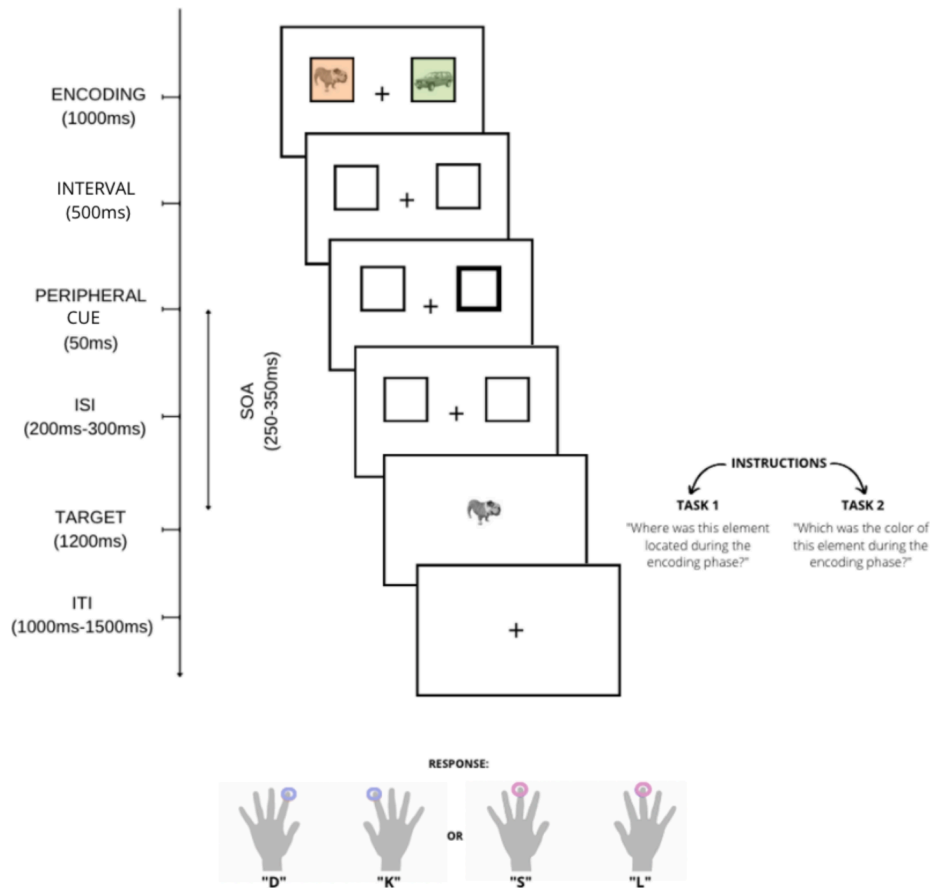 ENCODING
(1000ms)
INTERVAL
(500ms)
PERIPHERAL
CUE
(50ms)
ISI
(200ms-300ms)
SOA
(250-350ms)
TARGET
(1200ms)
ITI
(1000ms-1500ms)
INSTRUCTIONS
TASK 1
"Where was this element
located during the
encoding phase?"
TASK 2
"Which was the color of
this element during the
encoding phase?"
RESPONSE:
OR
"D"
"K"
"S"
"L"